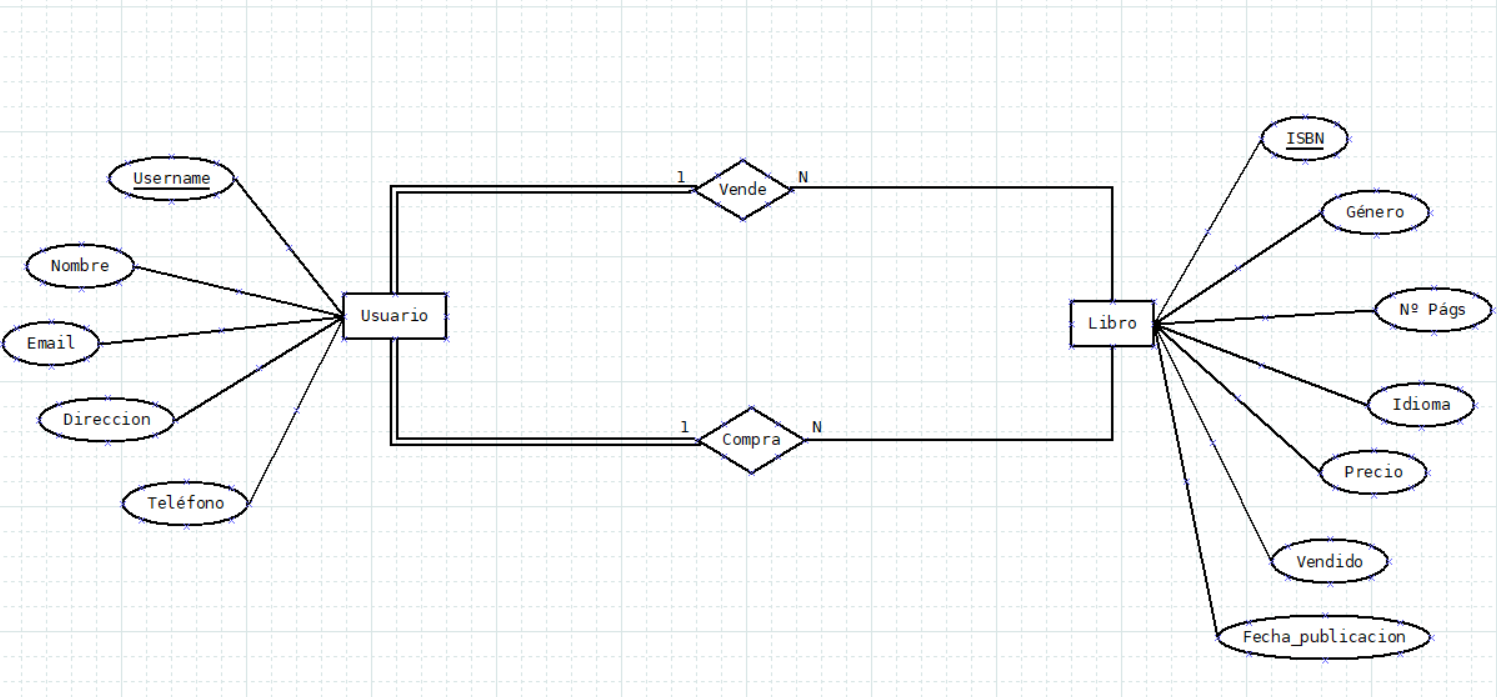 Username
Nombre
Email
Direccion
Teléfono
Usuario
1
Vende
N
1
Compra
N
Libro
ISBN
Género
Nº Págs
Idioma
Precio
Vendido
Fecha_publicacion